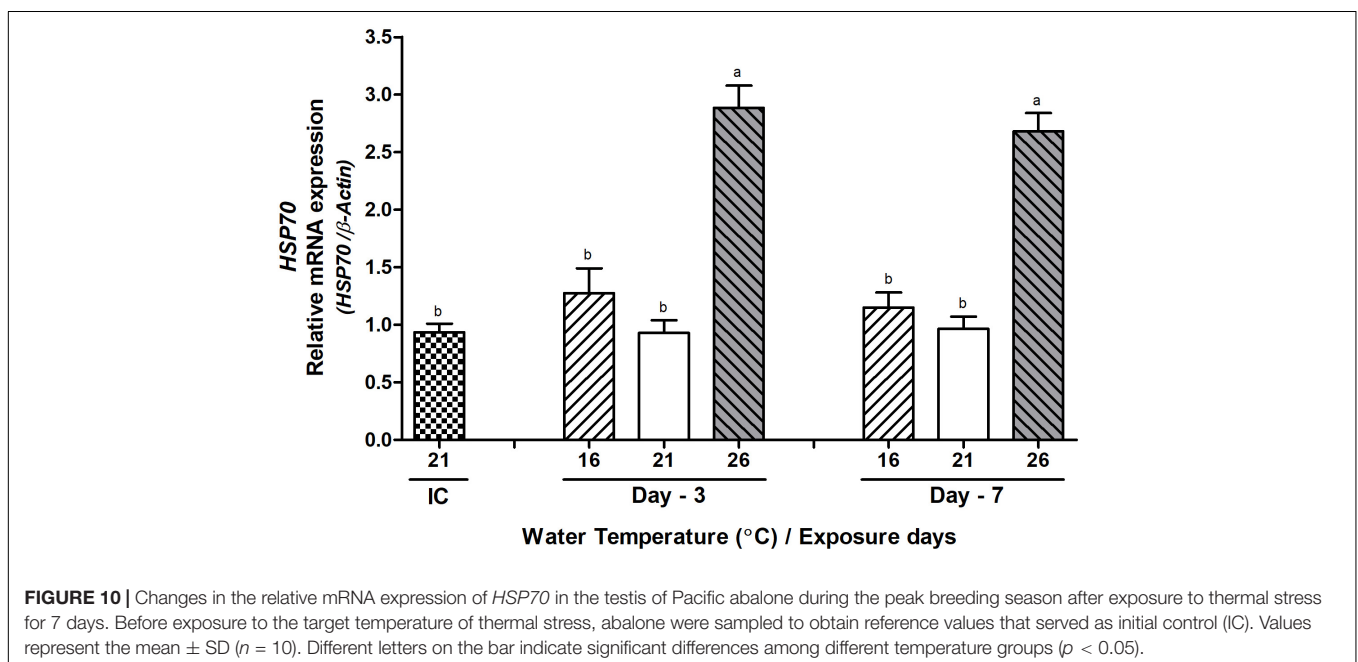 3.5
3.0
2.5
2.0
1.5
1.0
0.5
0.0
HSP70
Relative mRNA expression
(HSP70/β-Actin)
b
b
b
a
b
b
a
21
16
21
26
16
21
26
IC
Day - 3
Day - 7
Water Temperature (°C) / Exposure days
FIGURE 10 | Changes in the relative mRNA expression of HSP70 in the testis of Pacific abalone during the peak breeding season after exposure to thermal stress
for 7 days. Before exposure to the target temperature of thermal stress, abalone were sampled to obtain reference values that served as initial control (IC). Values
represent the mean ± SD (n = 10). Different letters on the bar indicate significant differences among different temperature groups (p < 0.05).